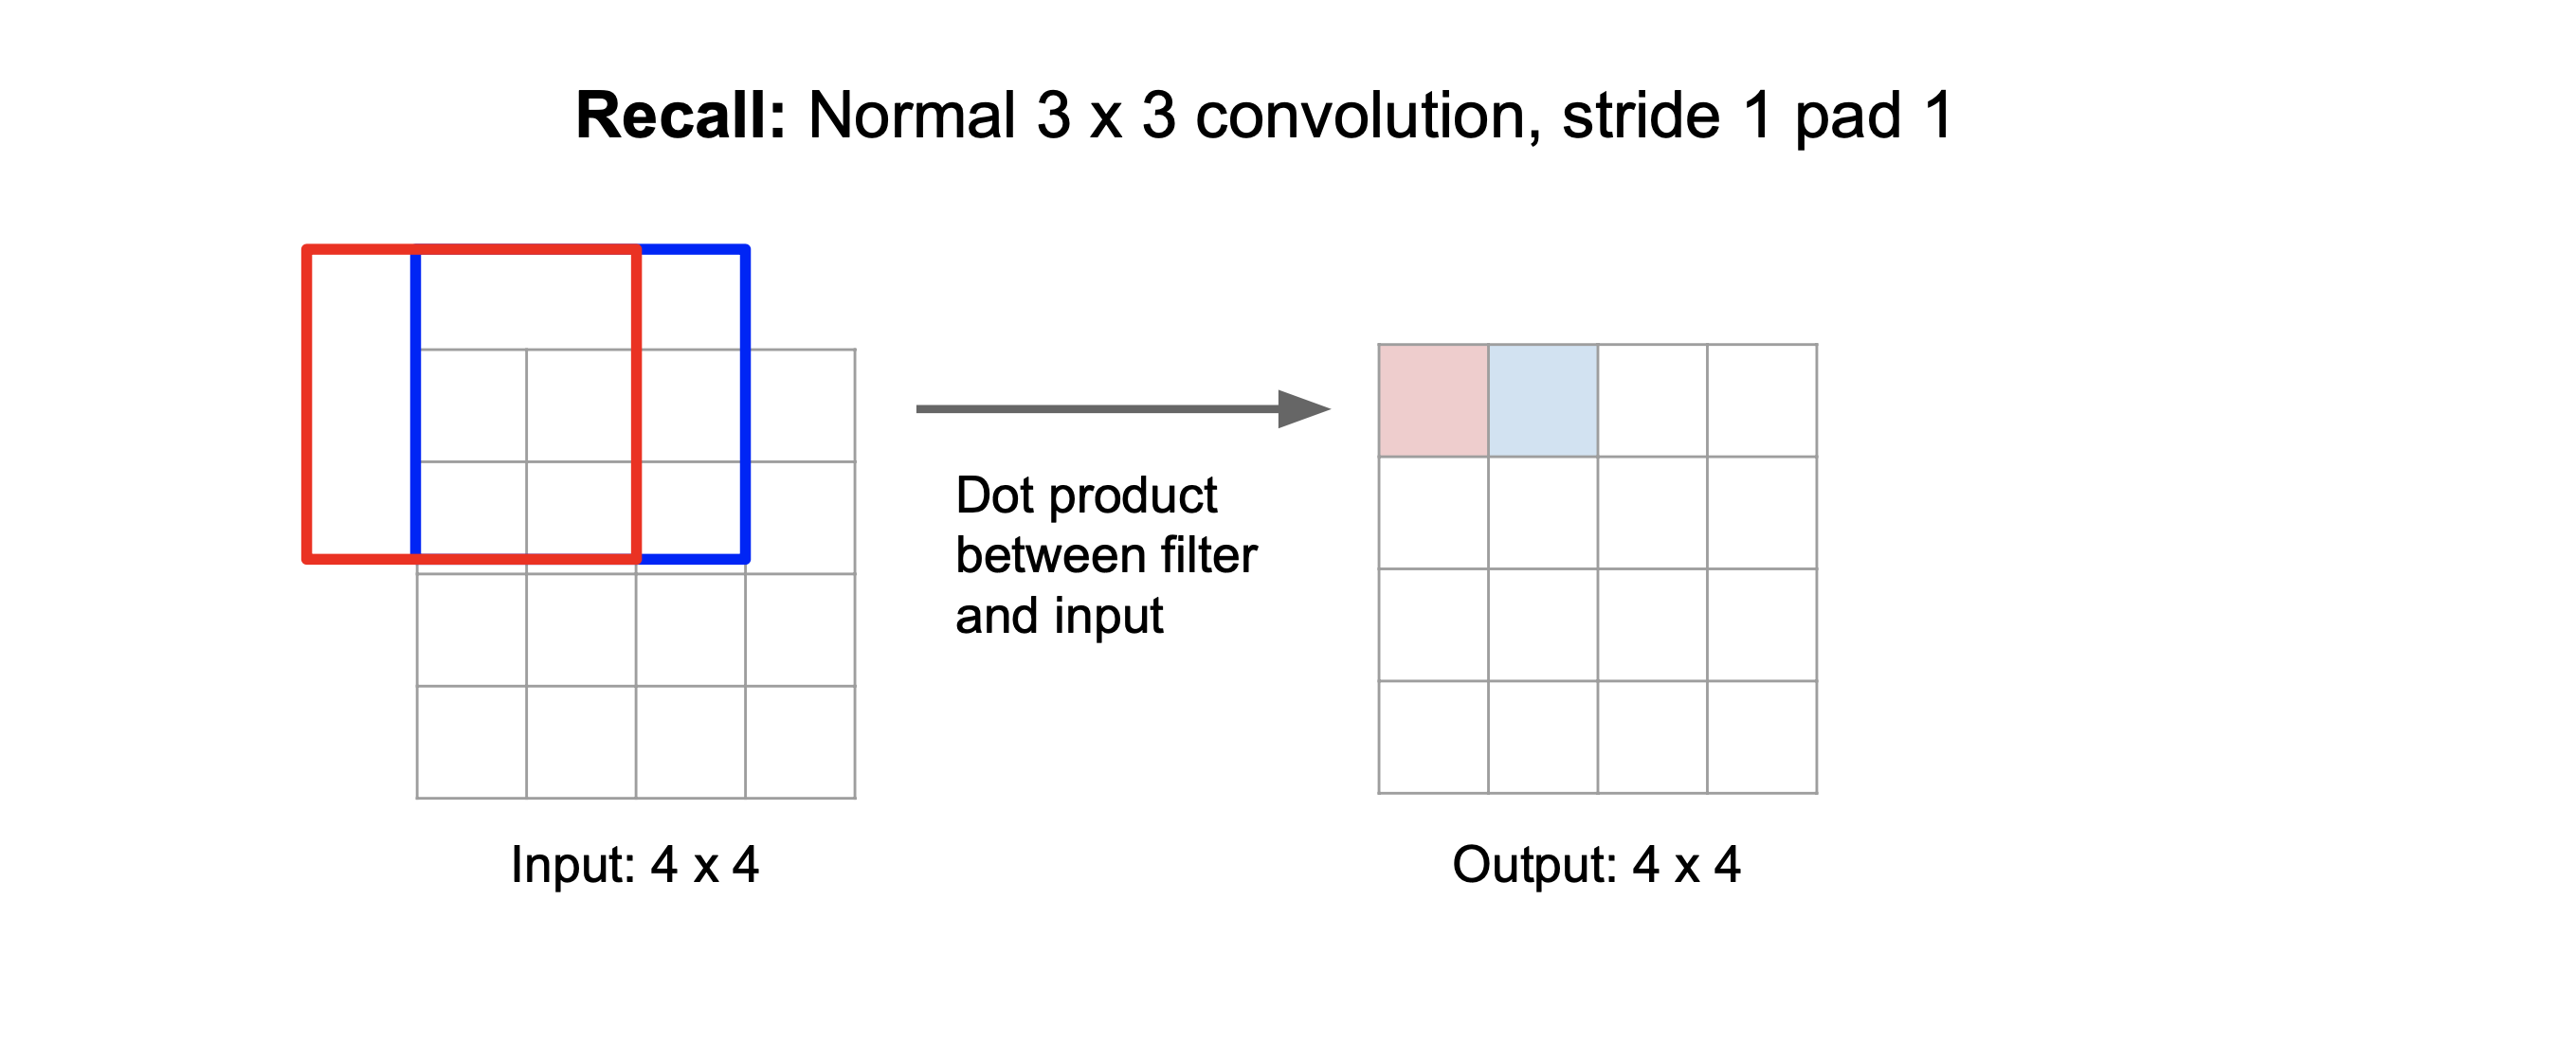 Recall: Normal 3 x 3 convolution, stride 1 pad 1
Dot product
between filter
and input
Input: 4 x 4
Output: 4 x 4